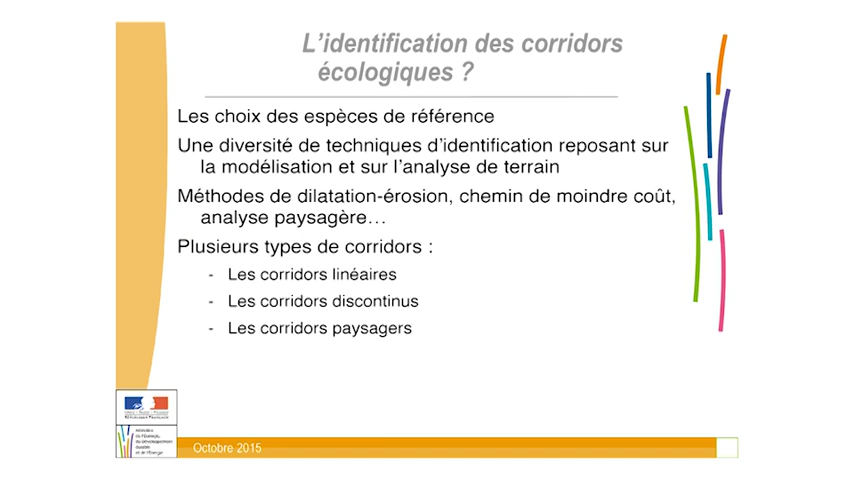 L'identification des corridors
écologiques ?
Les choix des espèces de référence
Une diversité de techniques d'identification reposant sur
la modélisation et sur l'analyse de terrain
Méthodes de dilatation-érosion, chemin de moindre coût,
analyse paysagère…
Plusieurs types de corridors :
- Les corridors linéaires
- Les corridors discontinus
- Les corridors paysagers
RÉPUBLIQUE FRANÇAISE
Octobre 2015